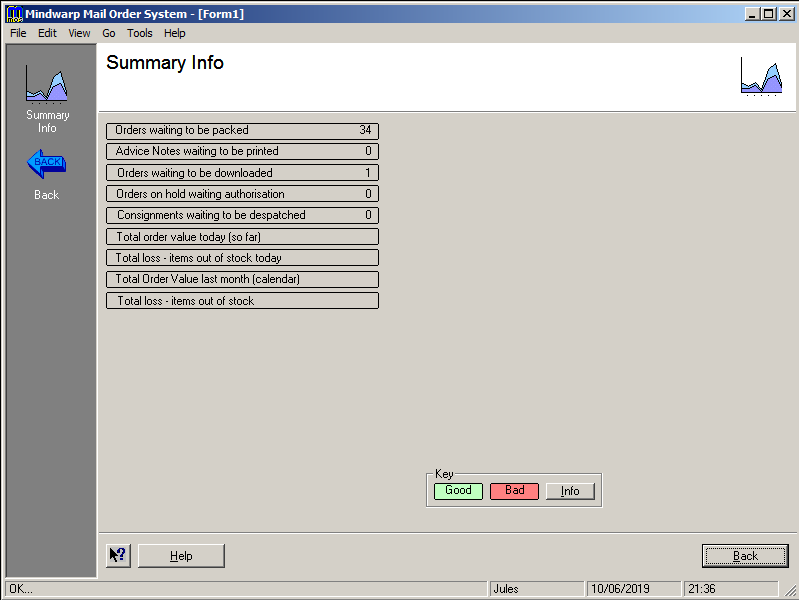 Mindwarp Mail Order System - [Form1]
File Edit View Go Tools Help
Summary Info
Summary
Info
BACK
Back
Orders waiting to be packed 34
Advice Notes waiting to be printed 0
Orders waiting to be downloaded 1
Orders on hold waiting authorisation 0
Consignments waiting to be despatched 0
Total order value today (so far)
Total loss - items out of stock today
Total Order Value last month (calendar)
Total loss - items out of stock
Key
Good Bad Info
Help Back
OK... Jules 10/06/2019 21:36